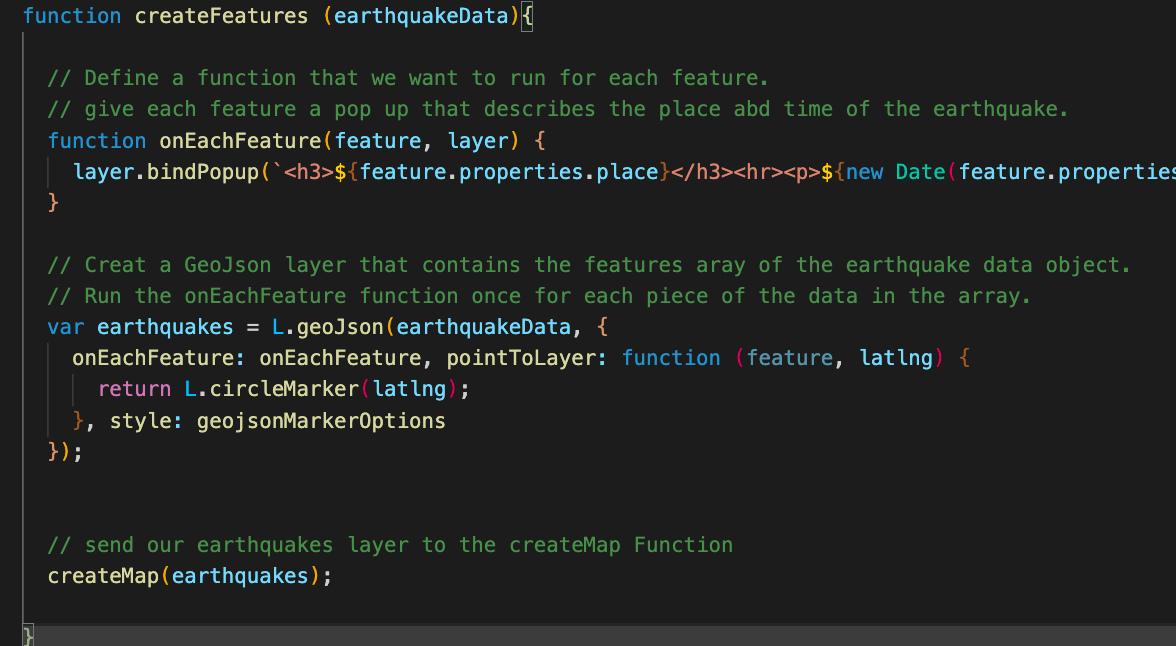 function createFeatures (earthquakeData){
// Define a function that we want to run for each feature.
// give each feature a pop up that describes the place abd time of the earthquake.
function onEachFeature(feature, layer) {
layer.bindPopup(`<h3>${feature.properties.place}</h3><hr><p>${new Date(feature.properties
}
// Creat a GeoJson layer that contains the features aray of the earthquake data object.
// Run the onEachFeature function once for each piece of the data in the array.
var earthquakes = L.geoJson(earthquakeData, {
onEachFeature: onEachFeature, pointToLayer: function (feature, latlng) {
return L.circleMarker(latlng);
}, style: geojsonMarkerOptions
});
// send our earthquakes layer to the createMap Function
createMap(earthquakes);
}